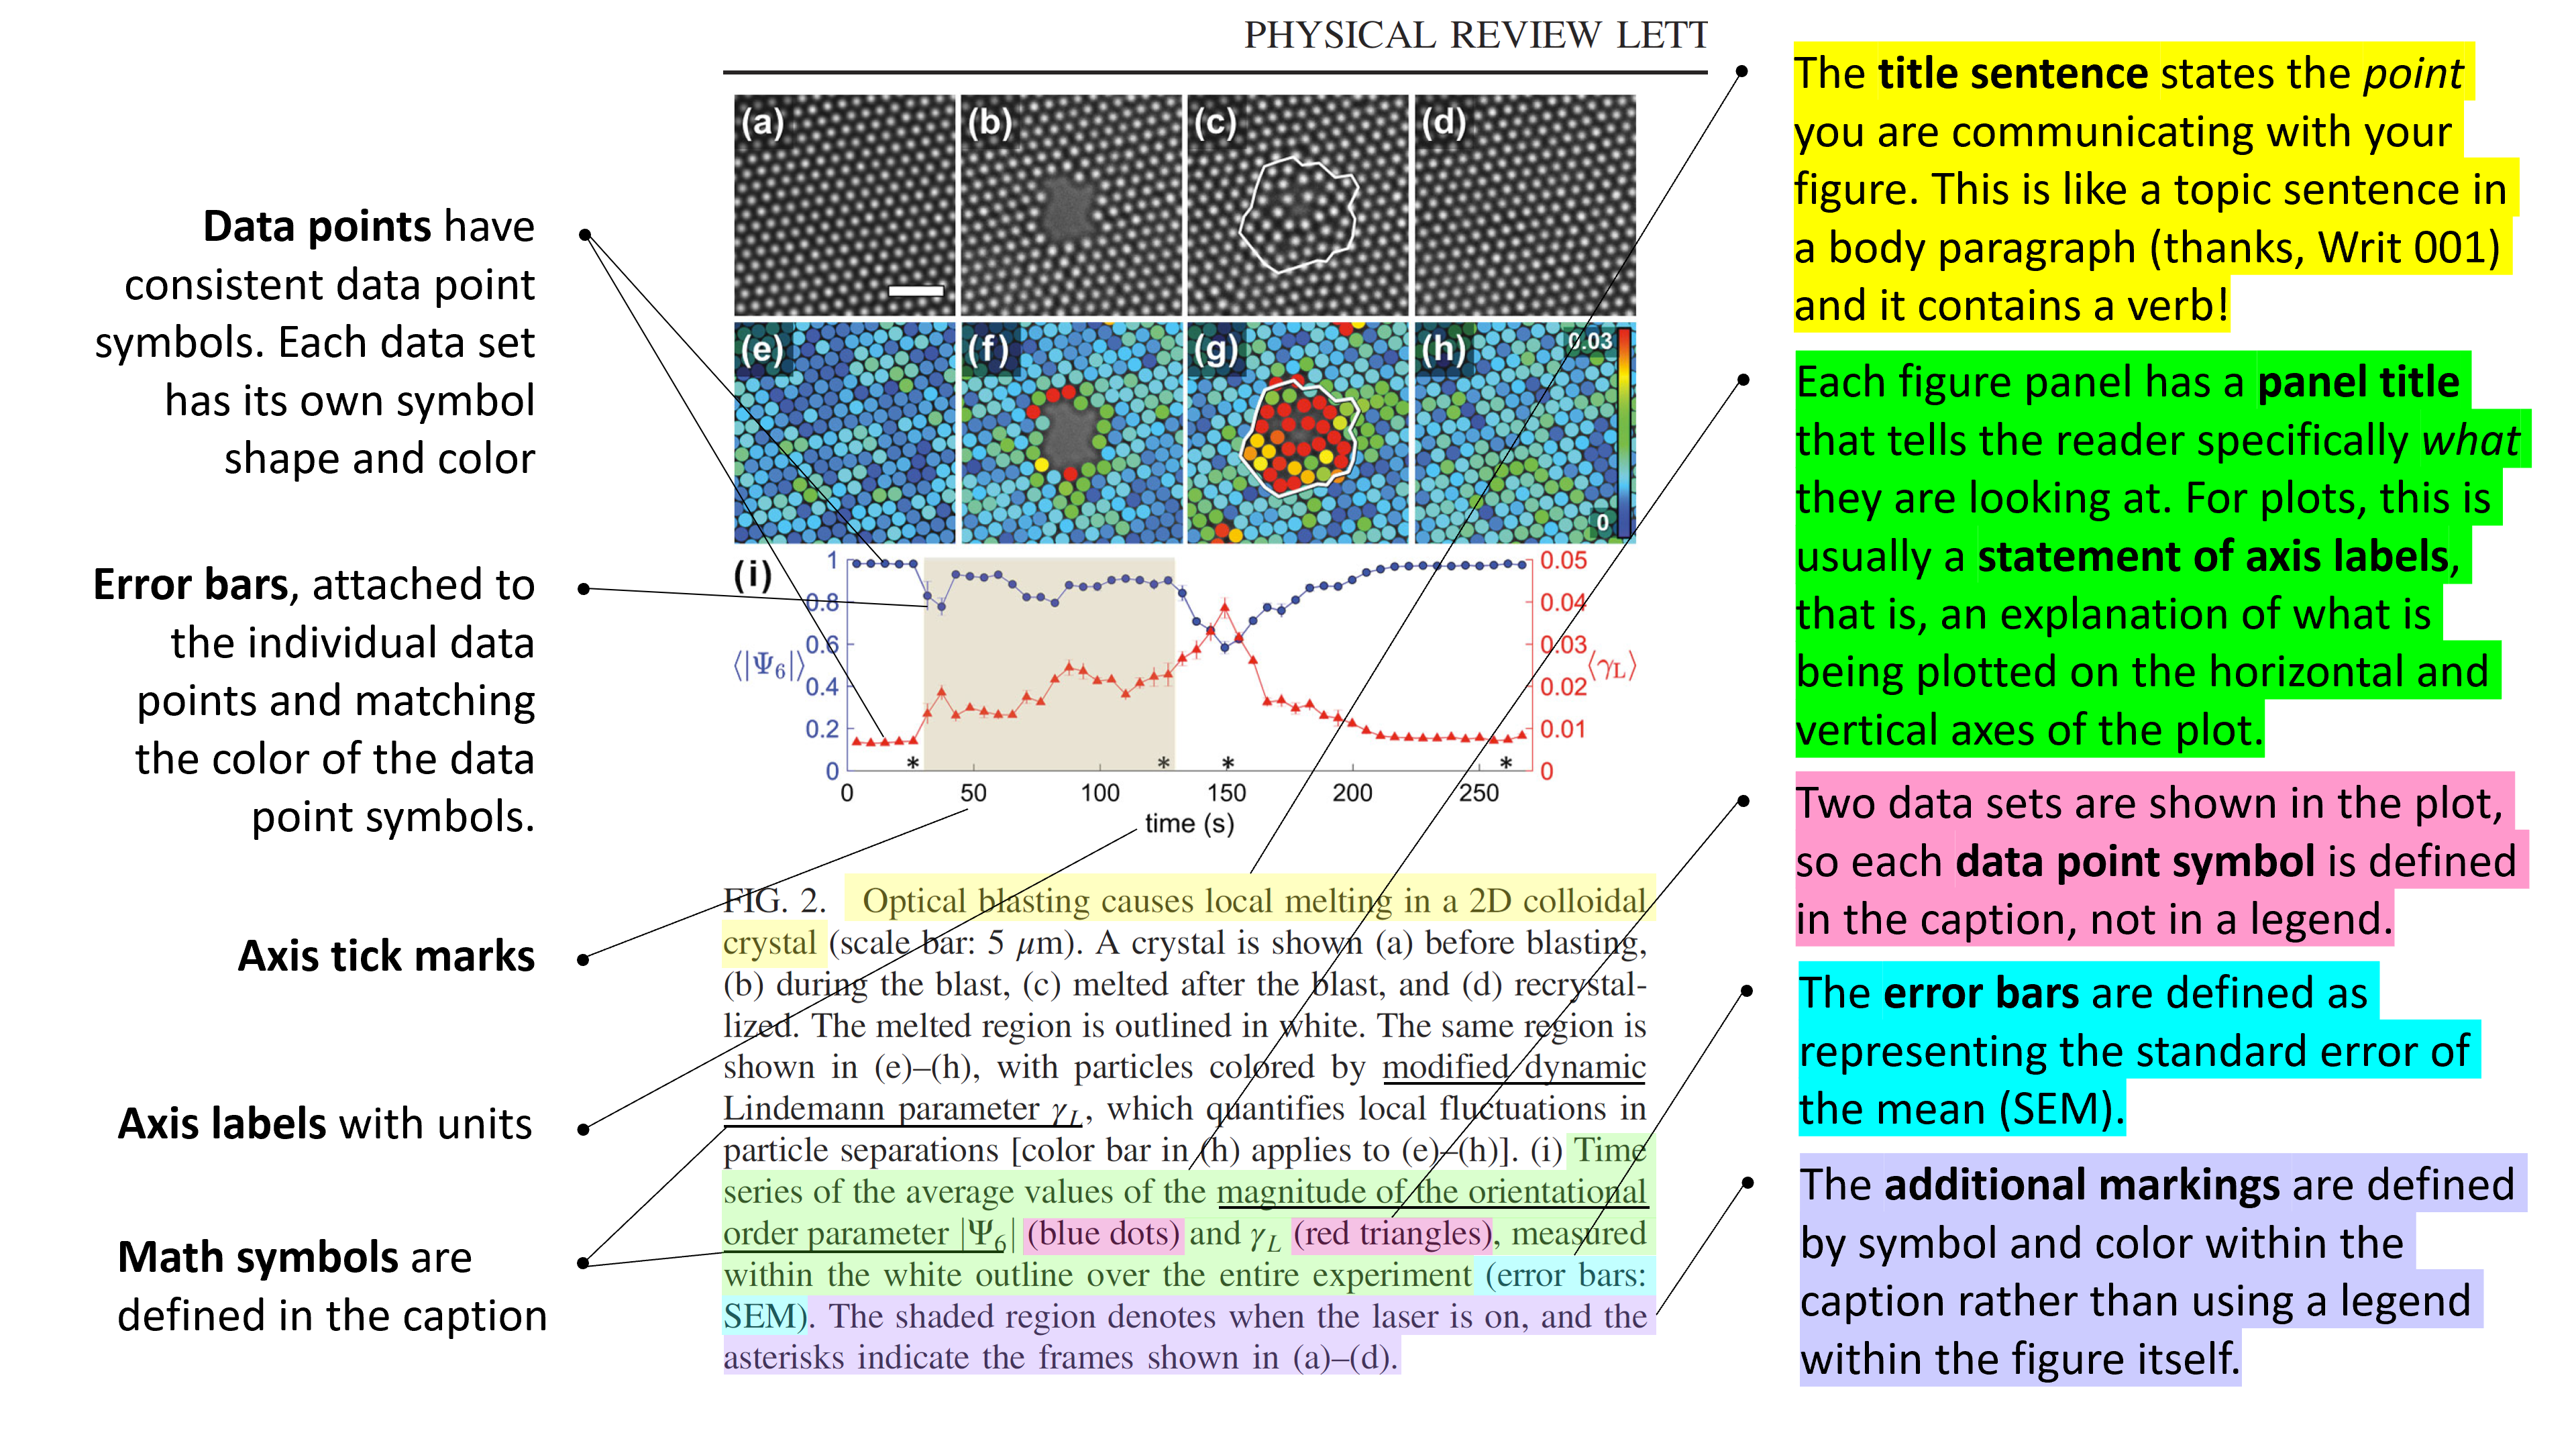 PHYSICAL REVIEW LETT
Data points have
consistent data point
symbols. Each data set
has its own symbol
shape and color
Error bars, attached to
the individual data
points and matching
the color of the data
point symbols.
Axis tick marks
Axis labels with units
Math symbols are
defined in the caption
(a)
(b)
(c)
(d)
(e)
(f)
(g)
(h)
0.03
0
(i)
1
0.8
0.6
0.4
0.2
0
⟨|Ψ6|⟩
0.05
0.04
0.03
0.02
0.01
0
⟨γL⟩
* * * *
0 50 100 150 200 250
time (s)
FIG. 2. Optical blasting causes local melting in a 2D colloidal
crystal (scale bar: 5 μm). A crystal is shown (a) before blasting,
(b) during the blast, (c) melted after the blast, and (d) recrystal-
lized. The melted region is outlined in white. The same region is
shown in (e)–(h), with particles colored by modified dynamic
Lindemann parameter γL, which quantifies local fluctuations in
particle separations [color bar in (h) applies to (e)–(h)]. (i) Time
series of the average values of the magnitude of the orientational
order parameter |Ψ6| (blue dots) and γL (red triangles), measured
within the white outline over the entire experiment (error bars:
SEM). The shaded region denotes when the laser is on, and the
asterisks indicate the frames shown in (a)–(d).
The title sentence states the point
you are communicating with your
figure. This is like a topic sentence in
a body paragraph (thanks, Writ 001)
and it contains a verb!
Each figure panel has a panel title
that tells the reader specifically what
they are looking at. For plots, this is
usually a statement of axis labels,
that is, an explanation of what is
being plotted on the horizontal and
vertical axes of the plot.
Two data sets are shown in the plot,
so each data point symbol is defined
in the caption, not in a legend.
The error bars are defined as
representing the standard error of
the mean (SEM).
The additional markings are defined
by symbol and color within the
caption rather than using a legend
within the figure itself.